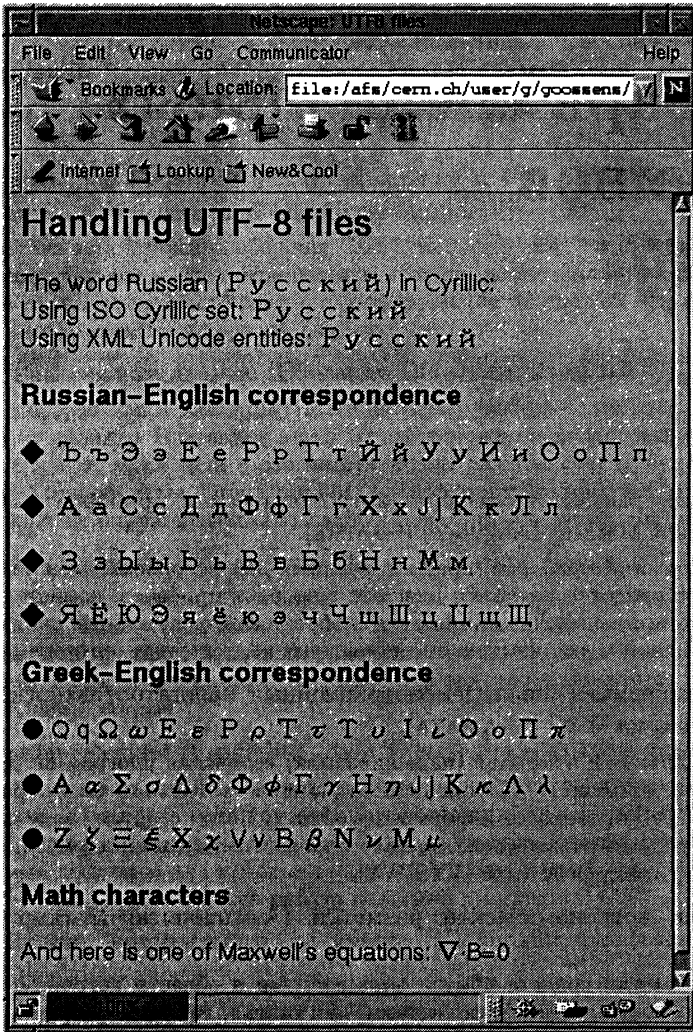 Netscape: UTF8 files
File Edit View Go Communicator Help
Bookmarks Location: file:/afs/cern.ch/user/g/goossens/ N
Internet Lookup New&Cool
Handling UTF-8 files
The word Russian (Русский) in Cyrillic:
Using ISO Cyrillic set: Русский
Using XML Unicode entities: Русский
Russian-English correspondence
Ъ ъ Э э Е е Р р Т т Й й У у И и О о П п
А а С с Д д Ф ф Г г Х х J j К к Л л
З з Ы ы Ь ь В в Б б Н н М м
Я Ё Ю Э я ё ю э ч Ч ш Ш ц Ц щ Щ
Greek-English correspondence
Q q Ω ω Ε ε Ρ ρ Τ τ Υ υ Ι ι Ο ο Π π
Α α Σ σ Δ δ Φ φ Γ γ Η η J j Κ κ Λ λ
Ζ ζ Ξ ξ Χ χ V v Β β Ν ν Μ μ
Math characters
And here is one of Maxwell's equations: ∇·B=0